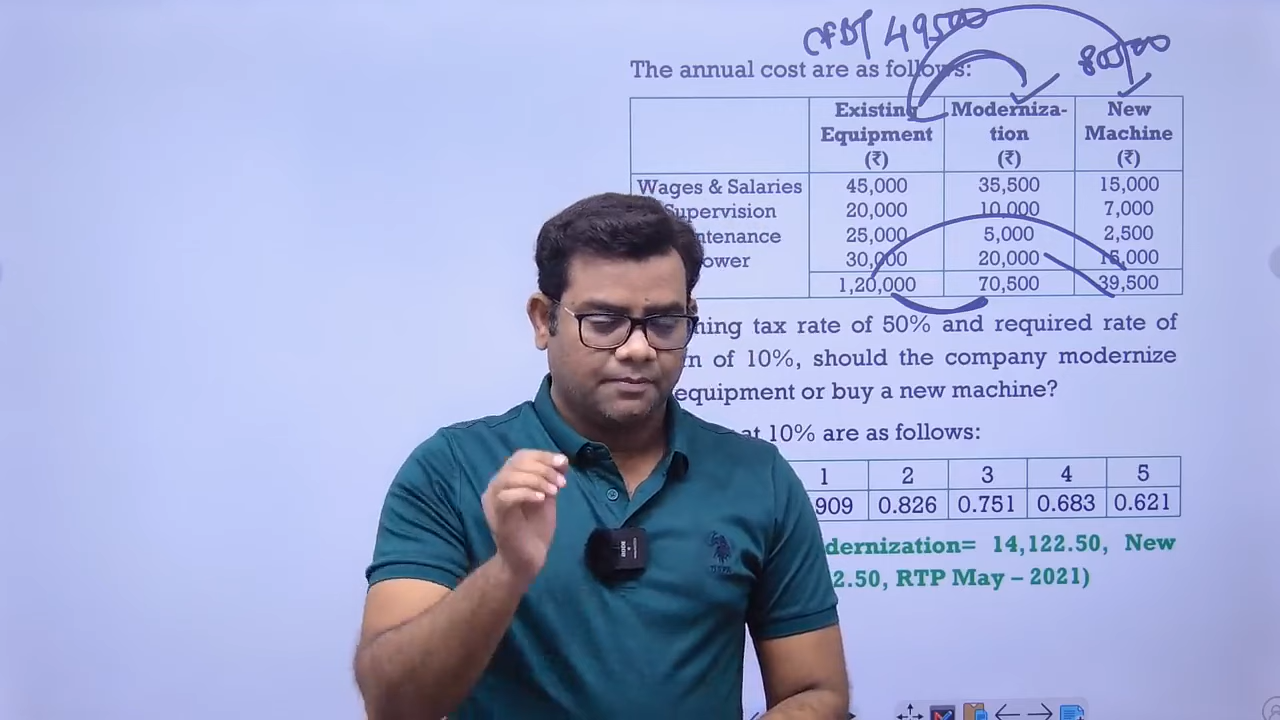 CFBT 49500
80500
The annual cost are as follows:
Existing Equipment (₹) Moderniza-tion (₹) New Machine (₹)
Wages & Salaries 45,000 35,500 15,000
Supervision 20,000 10,000 7,000
ntenance 25,000 5,000 2,500
ower 30,000 20,000 15,000
1,20,000 70,500 39,500
ning tax rate of 50% and required rate of
n of 10%, should the company modernize
equipment or buy a new machine?
at 10% are as follows:
1 2 3 4 5
909 0.826 0.751 0.683 0.621
dernization= 14,122.50, New
2.50, RTP May – 2021)